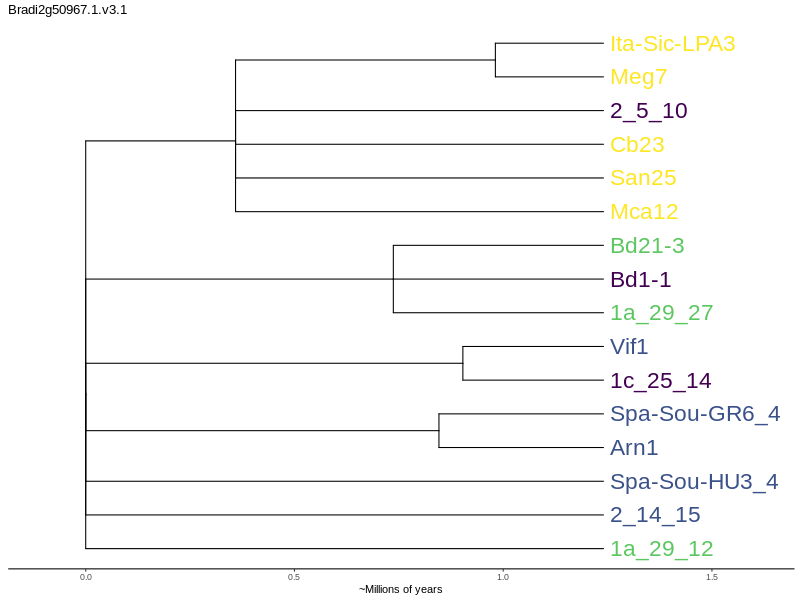 Bradi2g50967.1.v3.1
Ita-Sic-LPA3
Meg7
2_5_10
Cb23
San25
Mca12
Bd21-3
Bd1-1
1a_29_27
Vif1
1c_25_14
Spa-Sou-GR6_4
Arn1
Spa-Sou-HU3_4
2_14_15
1a_29_12
0.0 0.5 1.0 1.5
~Millions of years